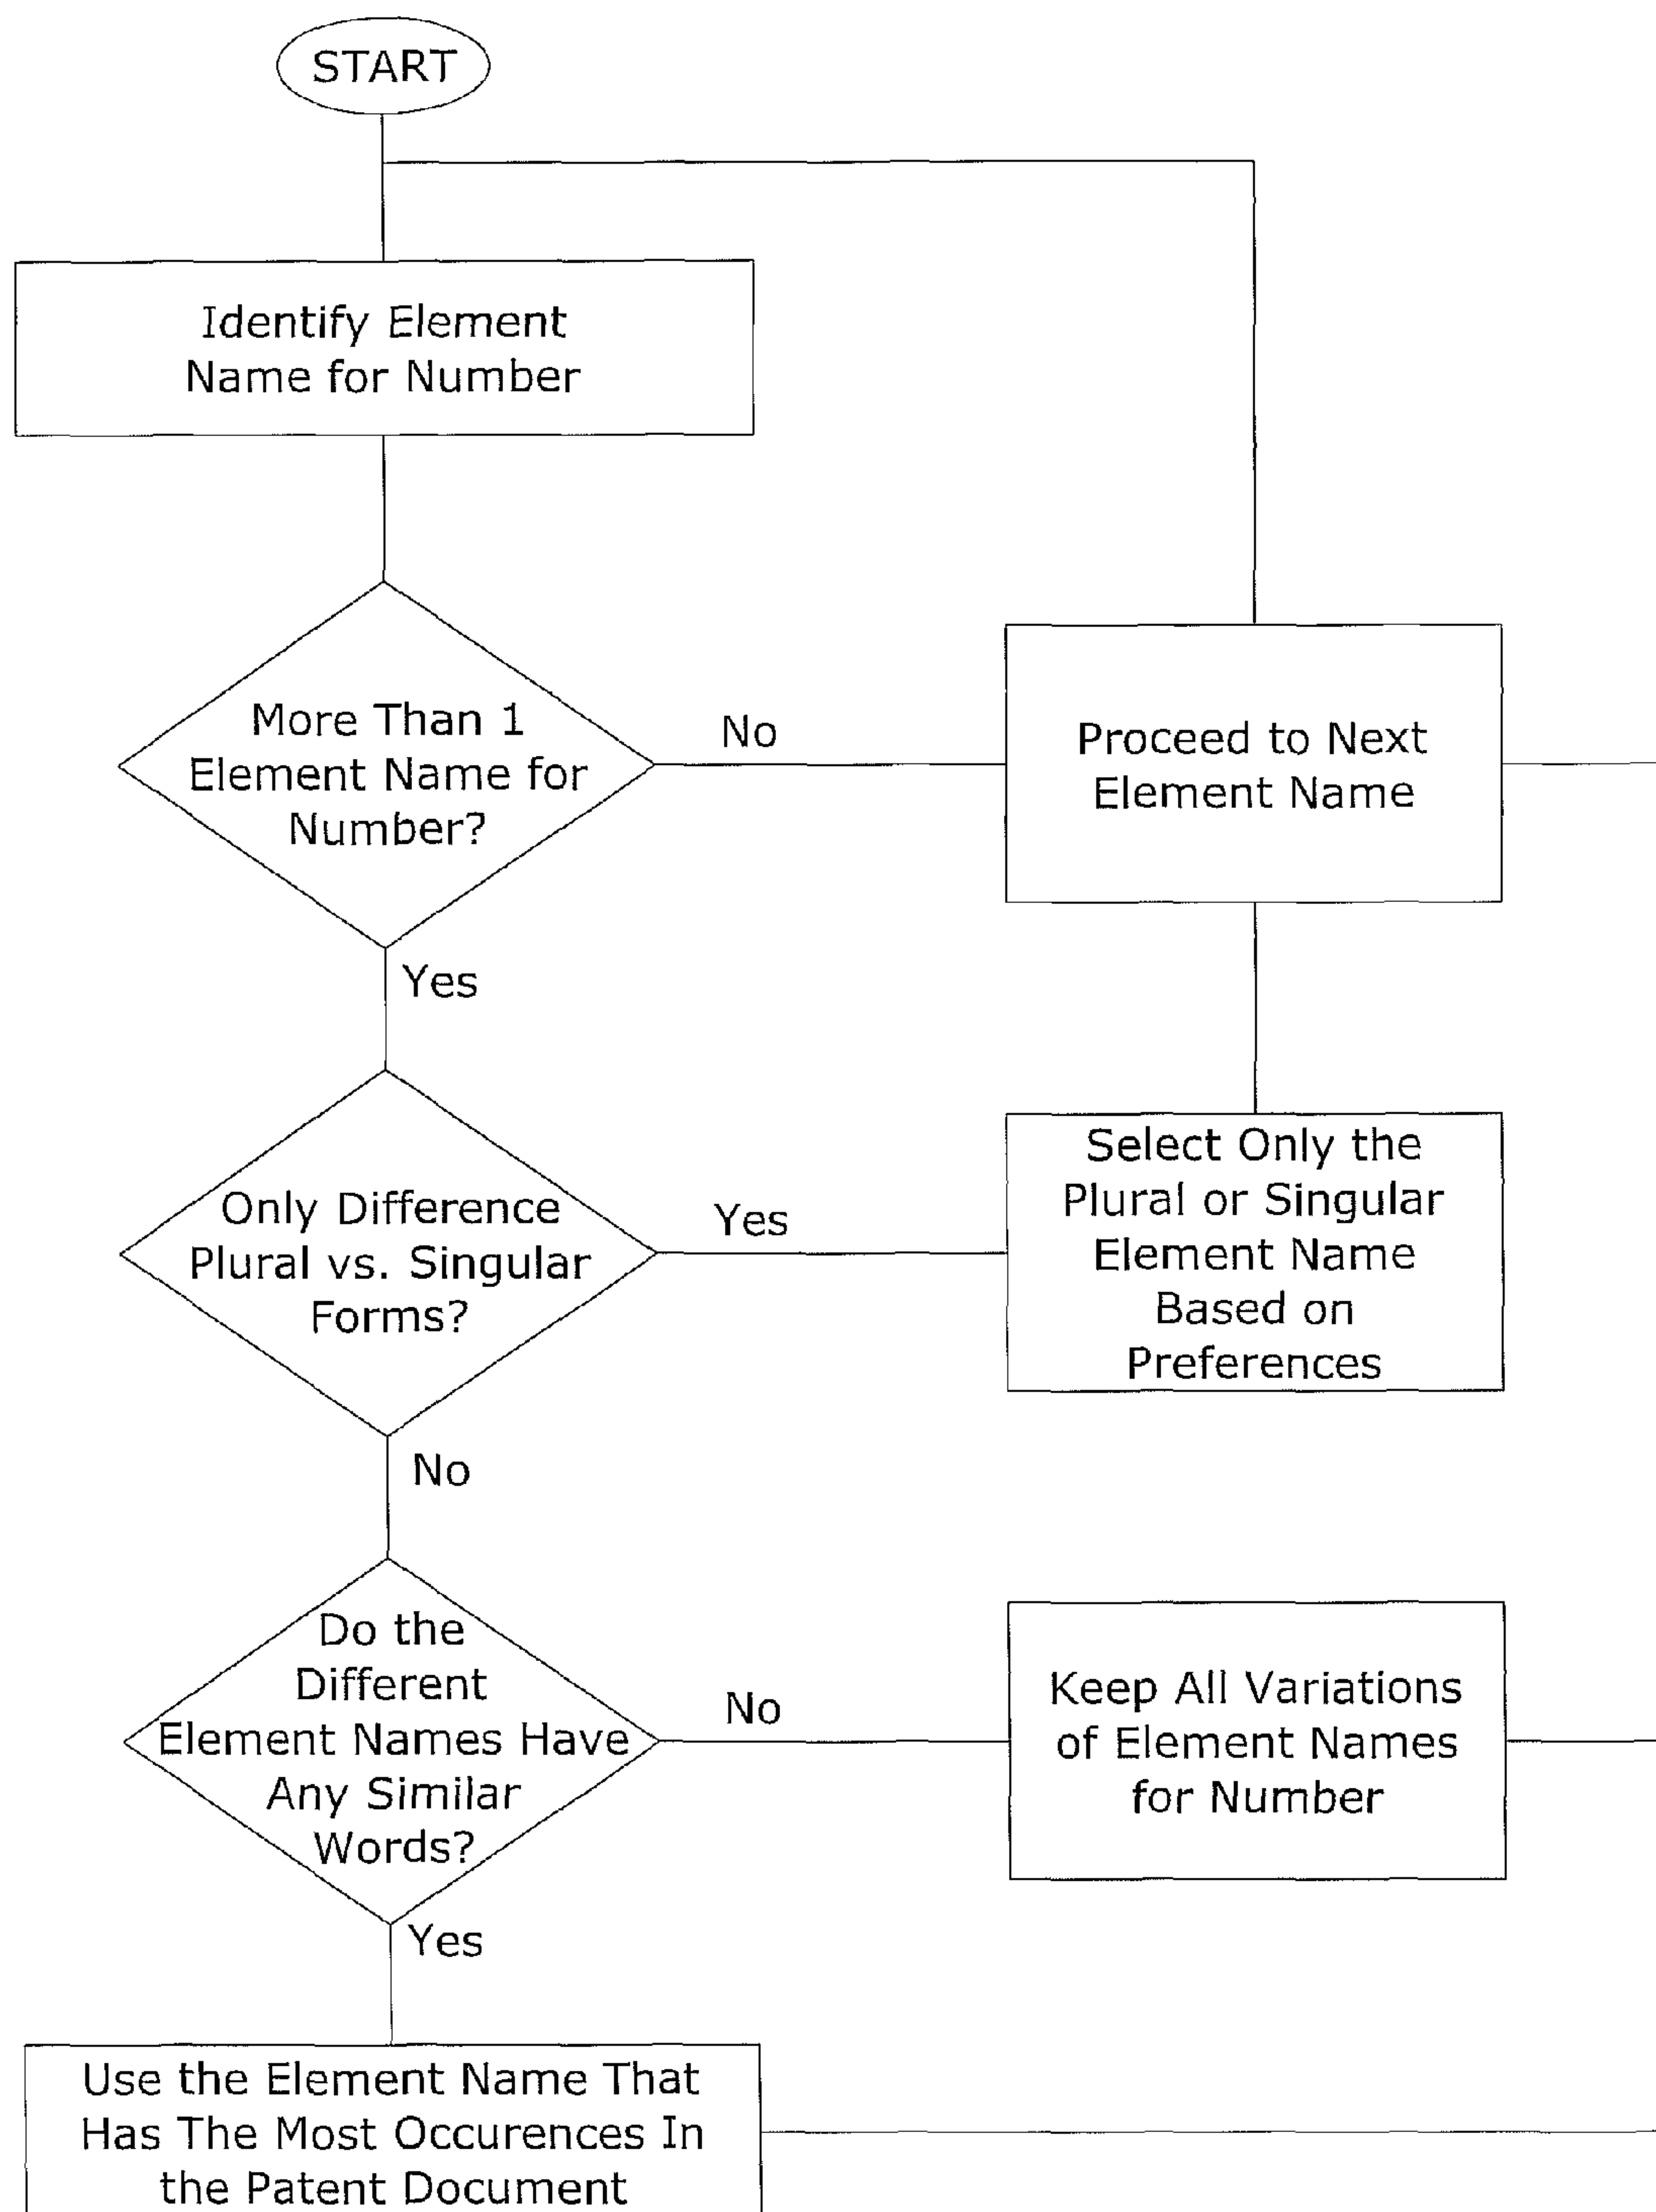 START
Identify Element
Name for Number
More Than 1
Element Name for
Number?
No
Proceed to Next
Element Name
Yes
Only Difference
Plural vs. Singular
Forms?
Yes
Select Only the
Plural or Singular
Element Name
Based on
Preferences
No
Do the
Different
Element Names Have
Any Similar
Words?
No
Keep All Variations
of Element Names
for Number
Yes
Use the Element Name That
Has The Most Occurences In
the Patent Document